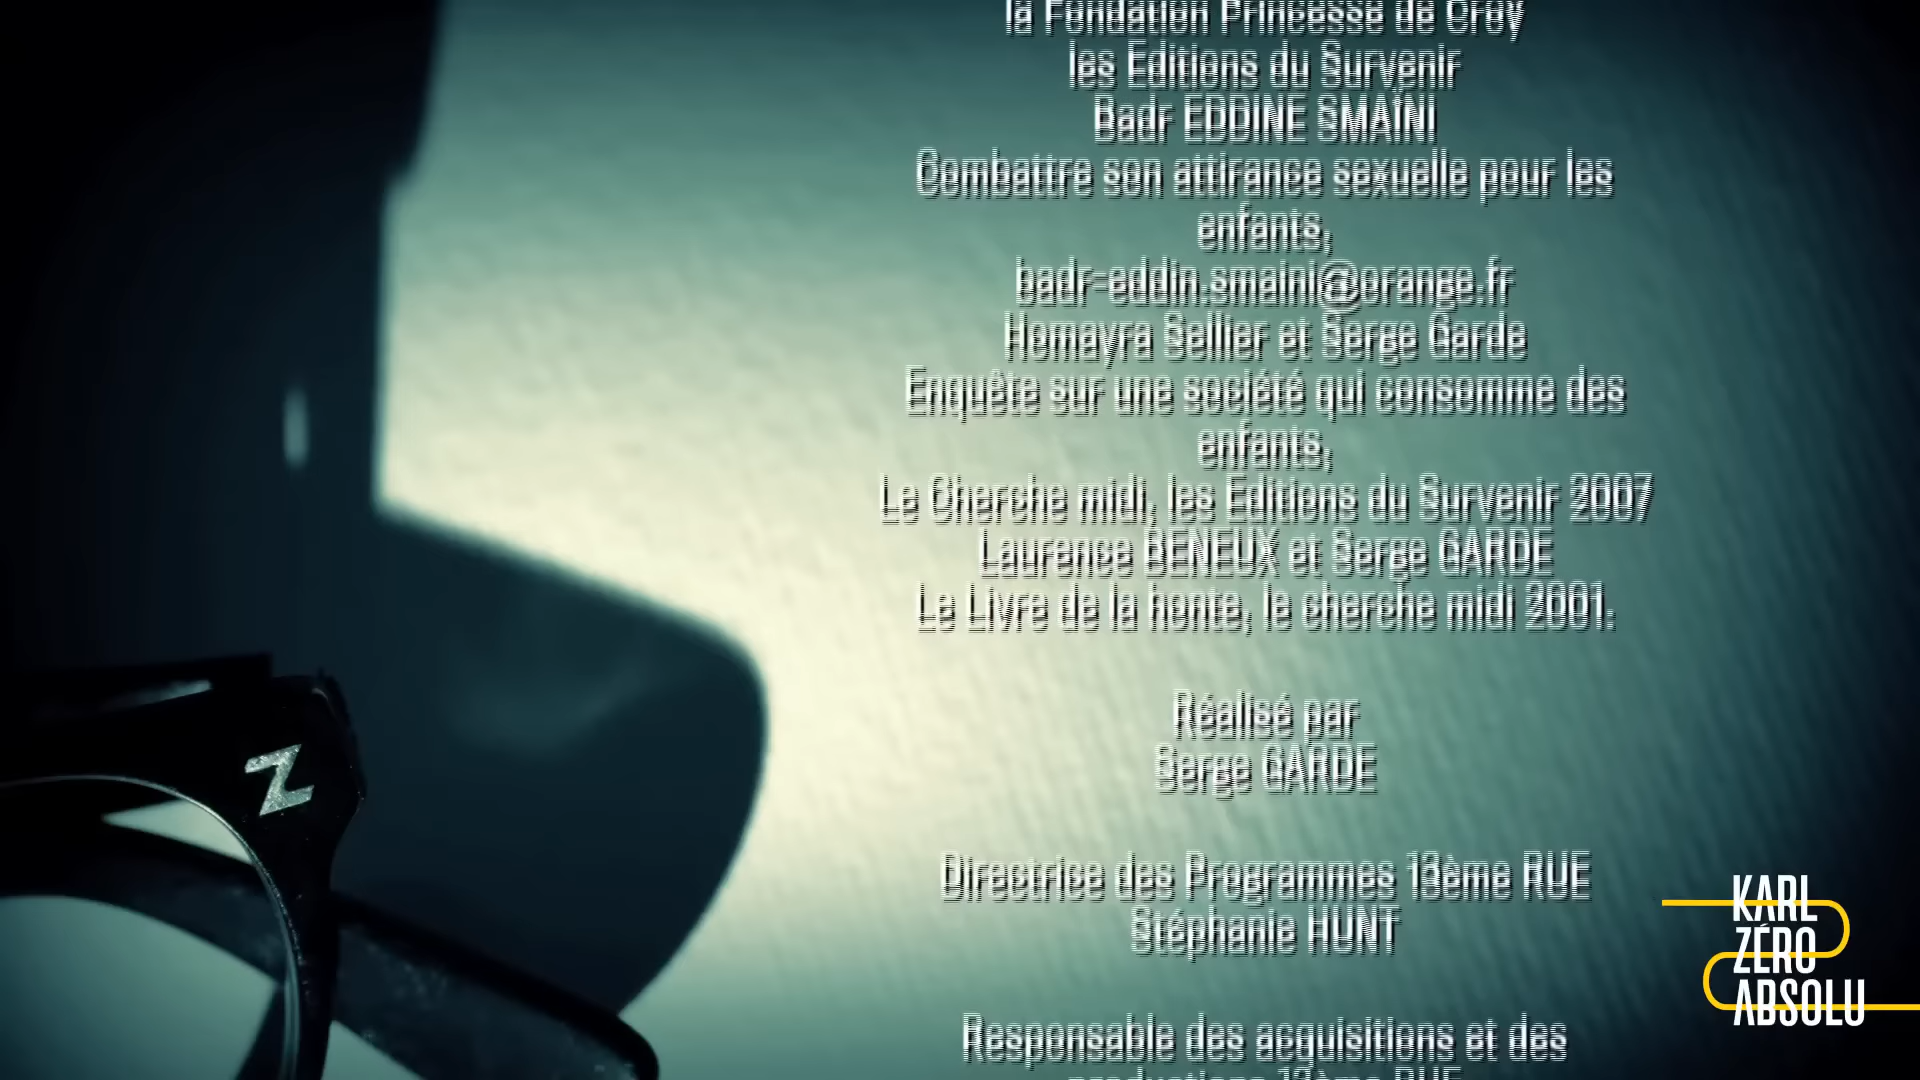 la Fondation Princesse de Croy
les Editions du Survenir
Badr EDDINE SMAÏNI
Combattre son attirance sexuelle pour les
enfants,
badr-eddin.smaini@orange.fr
Homayra Sellier et Serge Garde
Enquête sur une société qui consomme des
enfants,
Le Cherche midi, les Editions du Survenir 2007
Laurence BENEUX et Serge GARDE
Le Livre de la honte, le cherche midi 2001.
Réalisé par
Serge GARDE
Directrice des Programmes 13ème RUE
Stéphanie HUNT
Responsable des acquisitions et des
productions 13ème RUE
Z
KARL
ZÉRO
ABSOLU